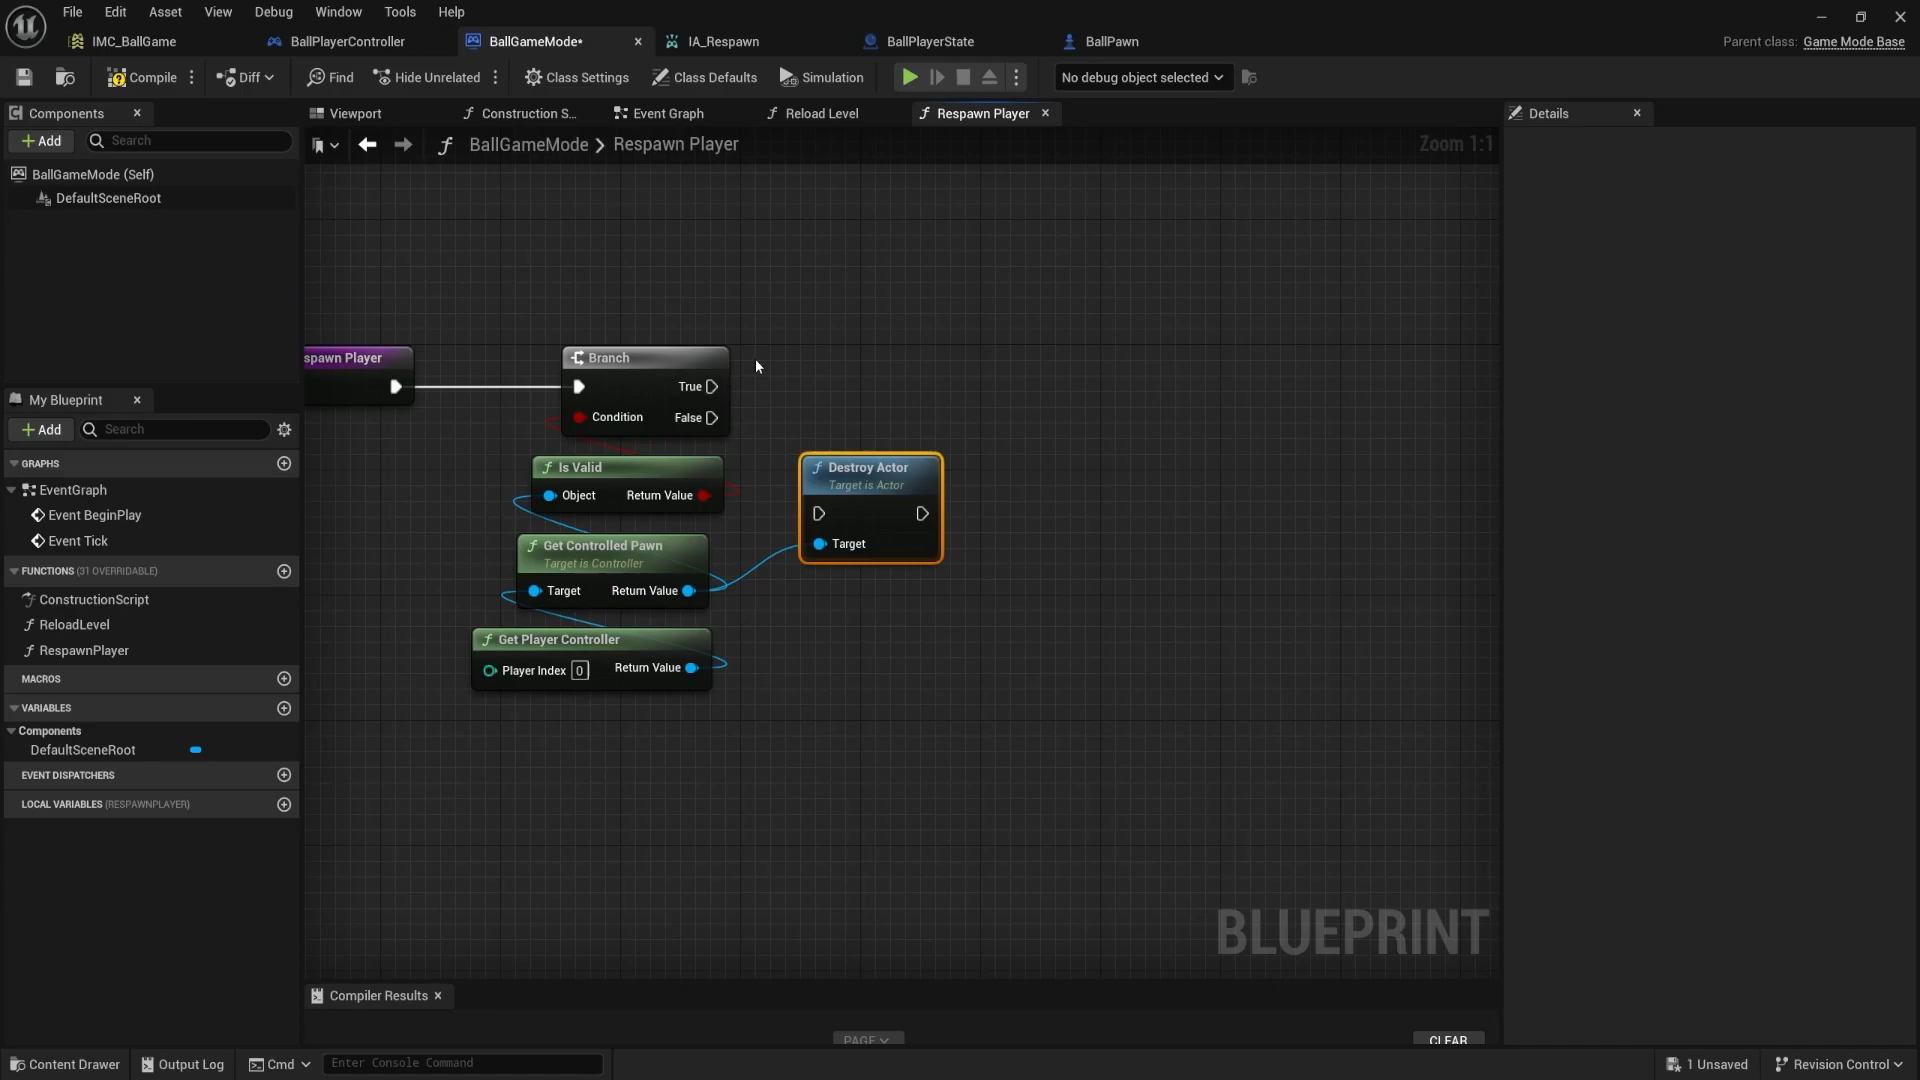 File Edit Asset View Debug Window Tools Help
IMC_BallGame BallPlayerController BallGameMode* IA_Respawn BallPlayerState BallPawn Parent class: Game Mode Base
Compile Diff Find Hide Unrelated Class Settings Class Defaults Simulation No debug object selected
Components Viewport Construction S... Event Graph Reload Level Respawn Player Details
Add Search BallGameMode Respawn Player Zoom 1:1
BallGameMode (Self)
DefaultSceneRoot
spawn Player Branch
True
Condition False
My Blueprint
Add Search
GRAPHS
EventGraph
Event BeginPlay
Event Tick
FUNCTIONS (31 OVERRIDABLE)
ConstructionScript
ReloadLevel
RespawnPlayer
MACROS
VARIABLES
Components
DefaultSceneRoot
EVENT DISPATCHERS
LOCAL VARIABLES (RESPAWNPLAYER)
Is Valid
Object Return Value
Get Controlled Pawn
Target is Controller
Target Return Value
Get Player Controller
Player Index 0 Return Value
Destroy Actor
Target is Actor
Target
BLUEPRINT
Compiler Results
PAGE CLEAR
Content Drawer Output Log Cmd Enter Console Command 1 Unsaved Revision Control